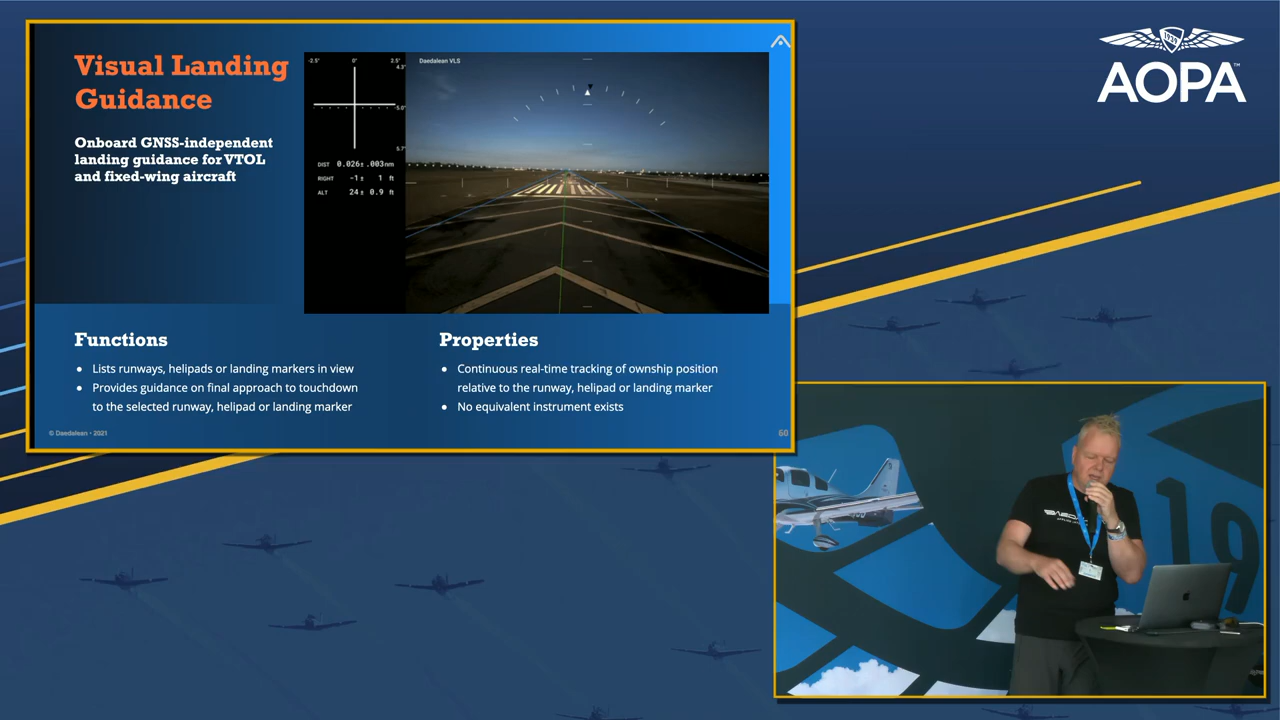 Visual Landing
Guidance
Onboard GNSS-independent
landing guidance for VTOL
and fixed-wing aircraft
-2.5° 0° 2.5°
4.3°
-5.0°
5.7°
DIST 0.026± .003nm
RIGHT -1± 1 ft
ALT 24± 0.9 ft
Daedalean VLS
Functions
● Lists runways, helipads or landing markers in view
● Provides guidance on final approach to touchdown
to the selected runway, helipad or landing marker
Properties
● Continuous real-time tracking of ownship position
relative to the runway, helipad or landing marker
● No equivalent instrument exists
© Daedalean • 2021
60
AOPA™
19